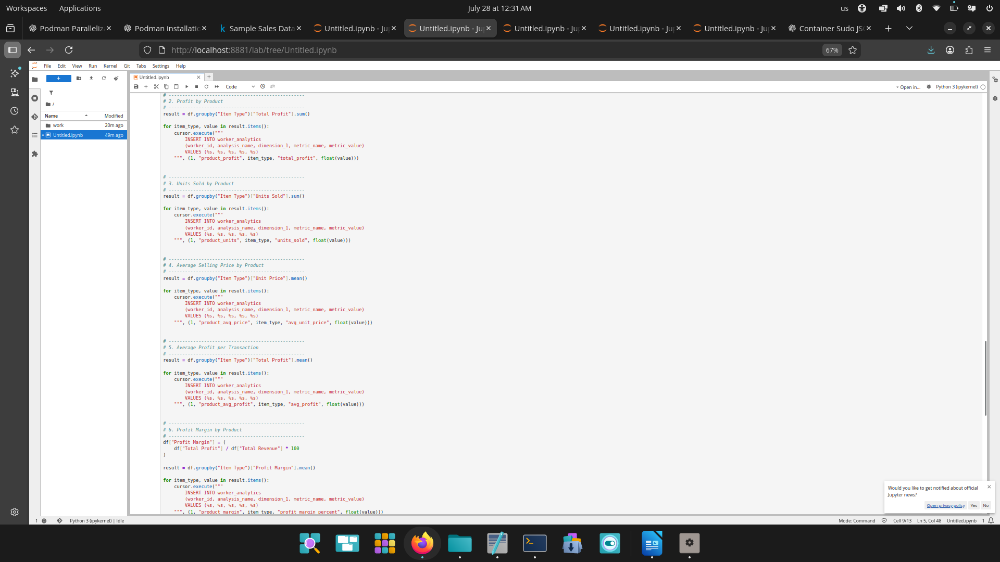 Workspaces Applications July 28 at 12:31 AM us
Podman Paralleliz Podman installatio Sample Sales Data Untitled.ipynb - Ju Untitled.ipynb - Ju Untitled.ipynb - Ju Untitled.ipynb - Ju Untitled.ipynb - Ju Container Sudo JS
http://localhost:8881/lab/tree/Untitled.ipynb 67%
File Edit View Run Kernel Git Tabs Settings Help
Untitled.ipynb
Code git Open in... Python 3 (ipykernel)
/
Name Modified
work 20m ago
Untitled.ipynb 49m ago
# --------------------------------------------------
# 2. Profit by Product
# --------------------------------------------------
result = df.groupby("Item Type")["Total Profit"].sum()
for item_type, value in result.items():
cursor.execute("""
INSERT INTO worker_analytics
(worker_id, analysis_name, dimension_1, metric_name, metric_value)
VALUES (%s, %s, %s, %s, %s)
""", (1, "product_profit", item_type, "total_profit", float(value)))
# --------------------------------------------------
# 3. Units Sold by Product
# --------------------------------------------------
result = df.groupby("Item Type")["Units Sold"].sum()
for item_type, value in result.items():
cursor.execute("""
INSERT INTO worker_analytics
(worker_id, analysis_name, dimension_1, metric_name, metric_value)
VALUES (%s, %s, %s, %s, %s)
""", (1, "product_units", item_type, "units_sold", float(value)))
# --------------------------------------------------
# 4. Average Selling Price by Product
# --------------------------------------------------
result = df.groupby("Item Type")["Unit Price"].mean()
for item_type, value in result.items():
cursor.execute("""
INSERT INTO worker_analytics
(worker_id, analysis_name, dimension_1, metric_name, metric_value)
VALUES (%s, %s, %s, %s, %s)
""", (1, "product_avg_price", item_type, "avg_unit_price", float(value)))
# --------------------------------------------------
# 5. Average Profit per Transaction
# --------------------------------------------------
result = df.groupby("Item Type")["Total Profit"].mean()
for item_type, value in result.items():
cursor.execute("""
INSERT INTO worker_analytics
(worker_id, analysis_name, dimension_1, metric_name, metric_value)
VALUES (%s, %s, %s, %s, %s)
""", (1, "product_avg_profit", item_type, "avg_profit", float(value)))
# --------------------------------------------------
# 6. Profit Margin by Product
# --------------------------------------------------
df["Profit Margin"] = (
df["Total Profit"] / df["Total Revenue"] * 100
)
result = df.groupby("Item Type")["Profit Margin"].mean()
for item_type, value in result.items():
cursor.execute("""
INSERT INTO worker_analytics
(worker_id, analysis_name, dimension_1, metric_name, metric_value)
VALUES (%s, %s, %s, %s, %s)
""", (1, "product_margin", item_type, "profit_margin_percent", float(value)))
Would you like to get notified about official
Jupyter news?
Open privacy policy Yes No
1 Python 3 (ipykernel) | Idle Mode: Command Cell 9/13 Ln 5, Col 48 Untitled.ipynb 1